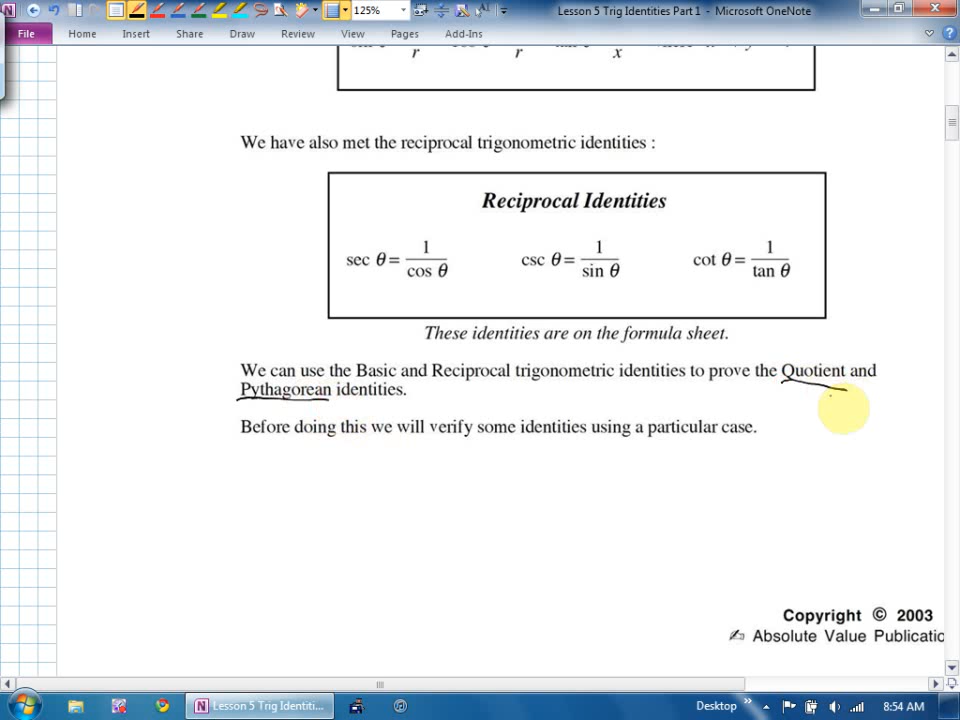 Lesson 5 Trig Identities Part 1 - Microsoft OneNote
125%
File Home Insert Share Draw Review View Pages Add-Ins
r r x
We have also met the reciprocal trigonometric identities :
Reciprocal Identities
sec θ = 1/cos θ csc θ = 1/sin θ cot θ = 1/tan θ
These identities are on the formula sheet.
We can use the Basic and Reciprocal trigonometric identities to prove the Quotient and
Pythagorean identities.
Before doing this we will verify some identities using a particular case.
Copyright © 2003
Absolute Value Publicatio
Lesson 5 Trig Identiti... Desktop 8:54 AM